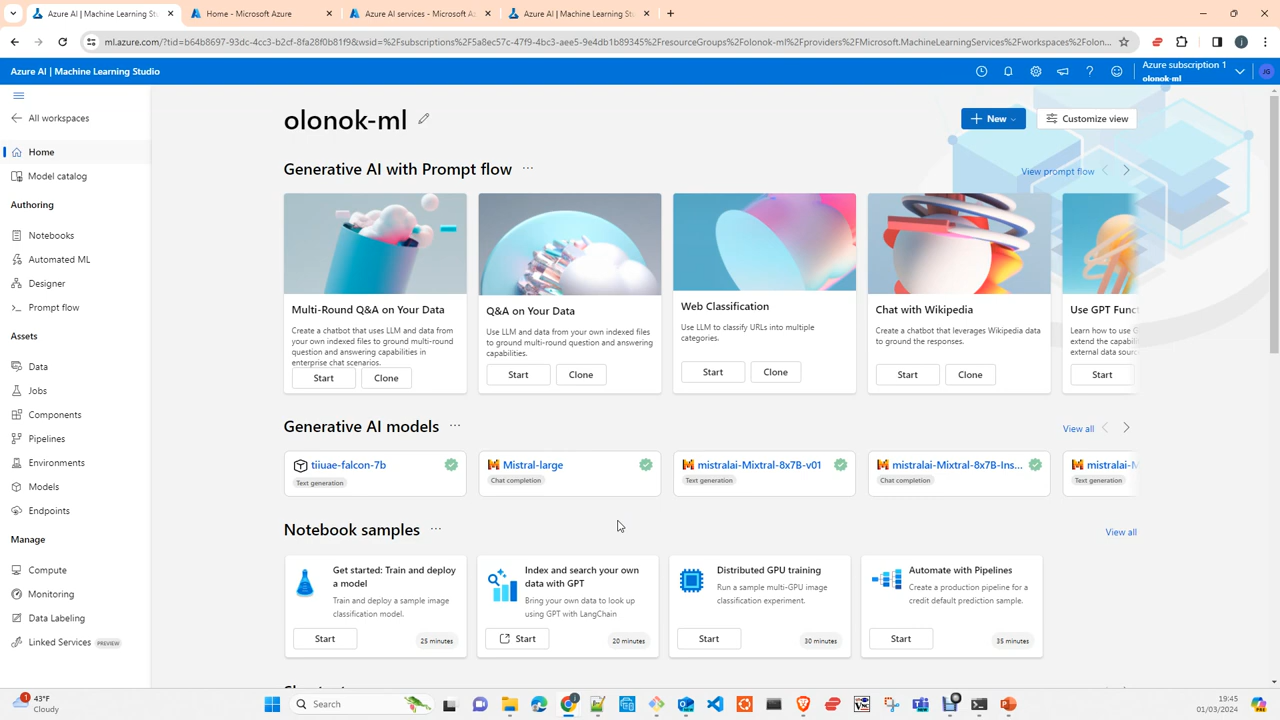 Azure AI | Machine Learning Stu
Home - Microsoft Azure
Azure AI services - Microsoft Az
Azure AI | Machine Learning Stu
ml.azure.com/?tid=b64b8697-93dc-4cc3-b2cf-8fa28f0b81f9&wsid=%2Fsubscriptions%2F5a8ec57c-47f9-4bc3-aee5-9e4db1b89345%2FresourceGroups%2Folonok-ml%2Fproviders%2FMicrosoft.MachineLearningServices%2Fworkspaces%2Folon...
Azure AI | Machine Learning Studio
Azure subscription 1
olonok-ml
JG
All workspaces
Home
Model catalog
Authoring
Notebooks
Automated ML
Designer
Prompt flow
Assets
Data
Jobs
Components
Pipelines
Environments
Models
Endpoints
Manage
Compute
Monitoring
Data Labeling
Linked Services PREVIEW
olonok-ml
New
Customize view
Generative AI with Prompt flow ...
View prompt flow
Multi-Round Q&A on Your Data
Create a chatbot that uses LLM and data from
your own indexed files to ground multi-round
question and answering capabilities in
enterprise chat scenarios.
Start
Clone
Q&A on Your Data
Use LLM and data from your own indexed files
to ground multi-round question and answering
capabilities.
Start
Clone
Web Classification
Use LLM to classify URLs into multiple
categories.
Start
Clone
Chat with Wikipedia
Create a chatbot that leverages Wikipedia data
to ground the responses.
Start
Clone
Use GPT Func
Learn how to use G
extend the capabili
external data sourc
Start
Generative AI models ...
View all
tiiuae-falcon-7b
Text generation
Mistral-large
Chat completion
mistralai-Mixtral-8x7B-v01
Text generation
mistralai-Mixtral-8x7B-Ins...
Chat completion
mistralai-M
Text generation
Notebook samples ...
View all
Get started: Train and deploy
a model
Train and deploy a sample image
classification model.
Start
25 minutes
Index and search your own
data with GPT
Bring your own data to look up
using GPT with LangChain
Start
20 minutes
Distributed GPU training
Run a sample multi-GPU image
classification experiment.
Start
30 minutes
Automate with Pipelines
Create a production pipeline for a
credit default prediction sample.
Start
35 minutes
1
43°F
Cloudy
Search
19:45
01/03/2024